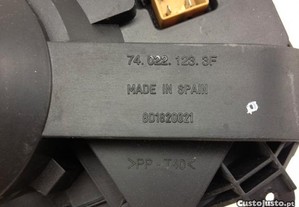 74.022.123.3F
MADE IN SPAIN
8D1820021
>PP-T40<
CustoJusto.pt